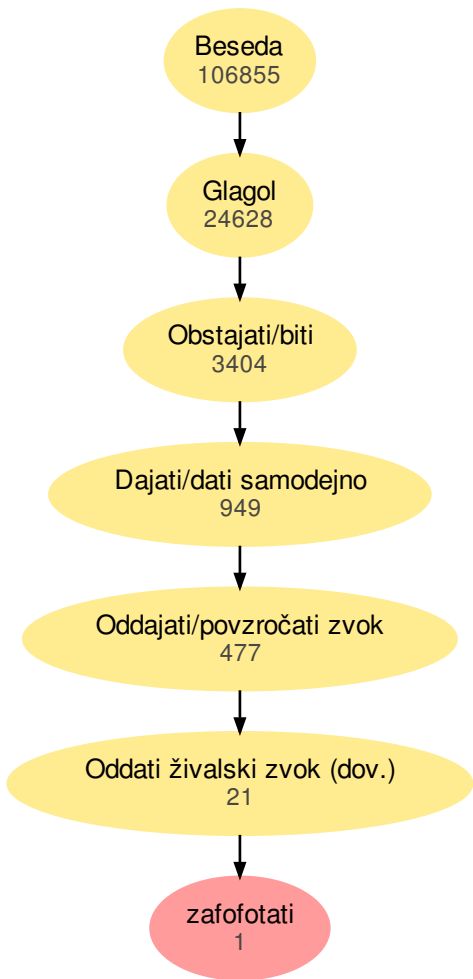 Beseda
106855
Glagol
24628
Obstajati/biti
3404
Dajati/dati samodejno
949
Oddajati/povzročati zvok
477
Oddati živalski zvok (dov.)
21
zafofotati
1